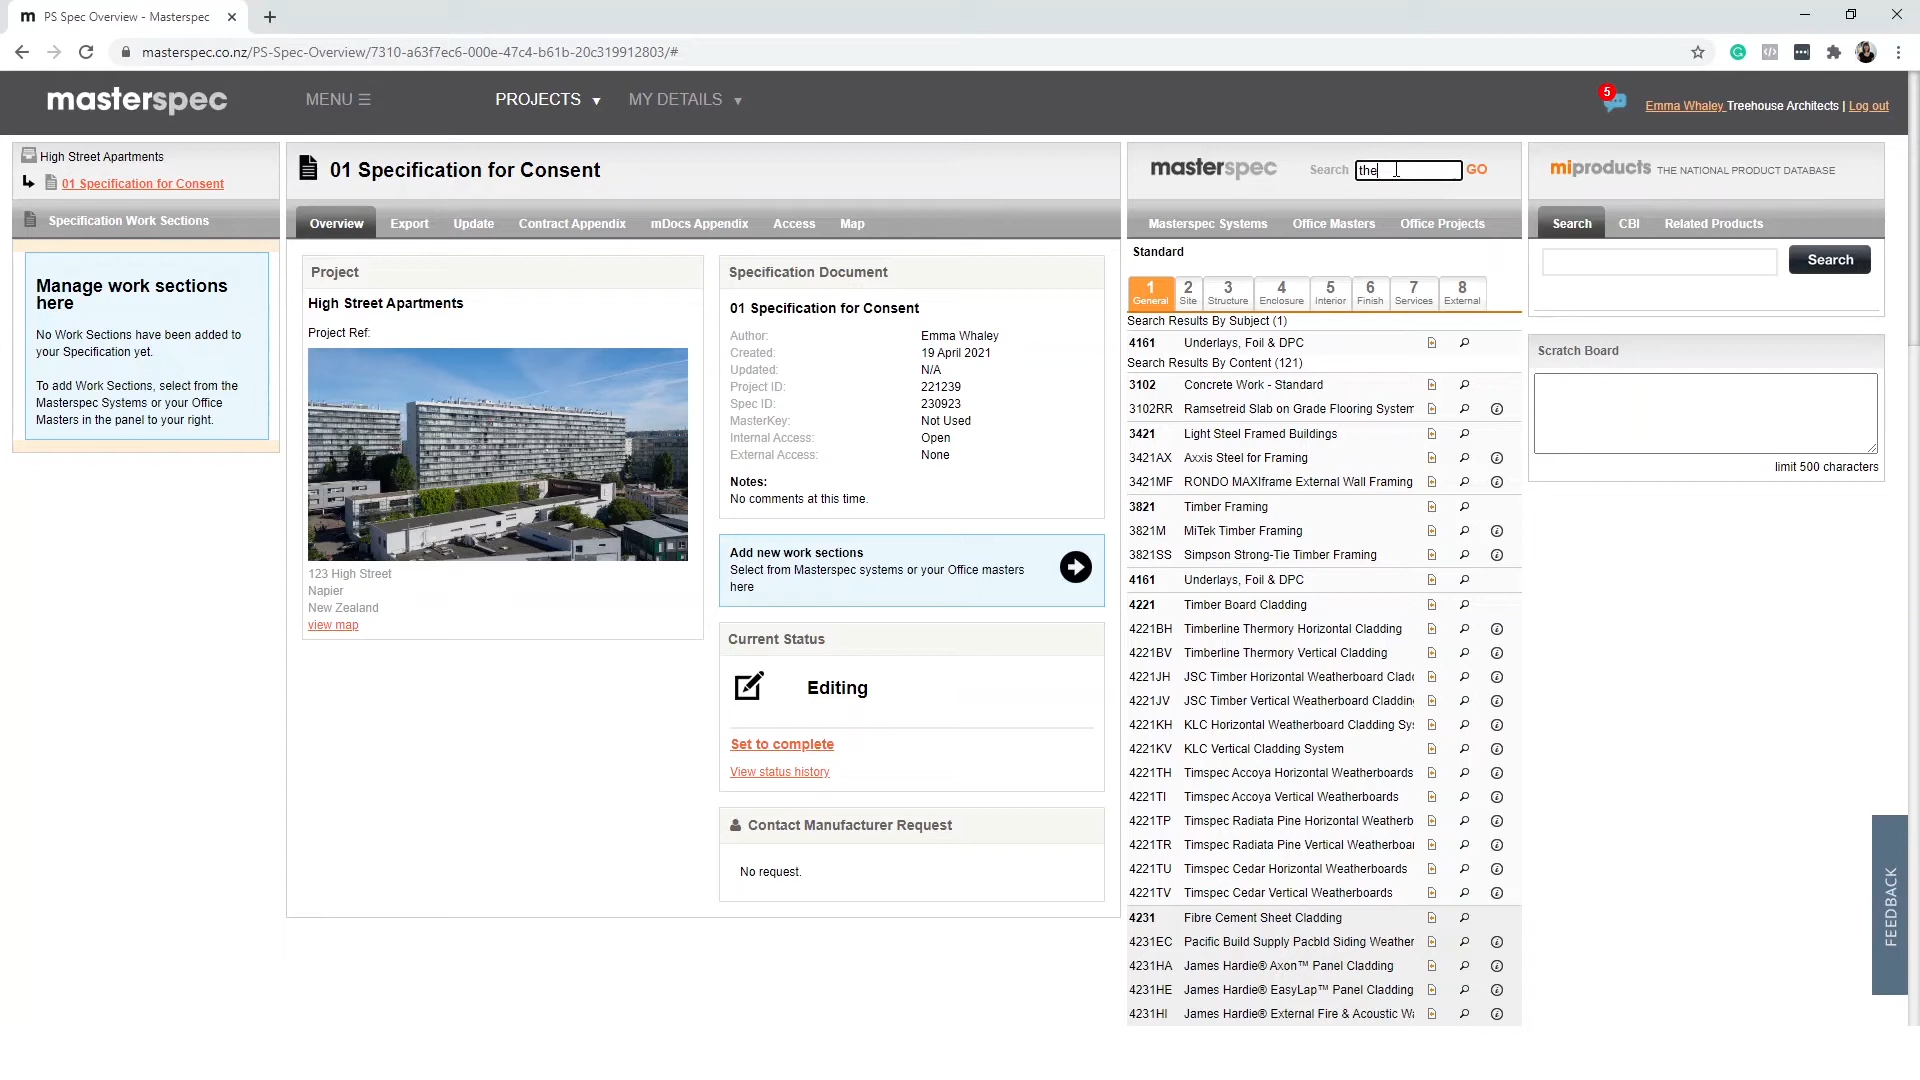 m PS Spec Overview - Masterspec
masterspec.co.nz/PS-Spec-Overview/7310-a63f7ec6-000e-47c4-b61b-20c319912803/#
masterspec
MENU
PROJECTS
MY DETAILS
5
Emma Whaley Treehouse Architects | Log out
High Street Apartments
01 Specification for Consent
Specification Work Sections
Manage work sections
here
No Work Sections have been added to
your Specification yet.
To add Work Sections, select from the
Masterspec Systems or your Office
Masters in the panel to your right.
01 Specification for Consent
Overview Export Update Contract Appendix mDocs Appendix Access Map
Project
High Street Apartments
Project Ref:
123 High Street
Napier
New Zealand
view map
Specification Document
01 Specification for Consent
Author: Emma Whaley
Created: 19 April 2021
Updated: N/A
Project ID: 221239
Spec ID: 230923
MasterKey: Not Used
Internal Access: Open
External Access: None
Notes:
No comments at this time.
Add new work sections
Select from Masterspec systems or your Office masters
here
Current Status
Editing
Set to complete
View status history
Contact Manufacturer Request
No request.
masterspec Search the GO
Masterspec Systems Office Masters Office Projects
Standard
1 2 3 4 5 6 7 8
General Site Structure Enclosure Interior Finish Services External
Search Results By Subject (1)
4161 Underlays, Foil & DPC
Search Results By Content (121)
3102 Concrete Work - Standard
3102RR Ramsetreid Slab on Grade Flooring System
3421 Light Steel Framed Buildings
3421AX Axxis Steel for Framing
3421MF RONDO MAXIframe External Wall Framing
3821 Timber Framing
3821M MiTek Timber Framing
3821SS Simpson Strong-Tie Timber Framing
4161 Underlays, Foil & DPC
4221 Timber Board Cladding
4221BH Timberline Thermory Horizontal Cladding
4221BV Timberline Thermory Vertical Cladding
4221JH JSC Timber Horizontal Weatherboard Cladd
4221JV JSC Timber Vertical Weatherboard Cladding
4221KH KLC Horizontal Weatherboard Cladding Sys
4221KV KLC Vertical Cladding System
4221TH Timspec Accoya Horizontal Weatherboards
4221TI Timspec Accoya Vertical Weatherboards
4221TP Timspec Radiata Pine Horizontal Weatherb
4221TR Timspec Radiata Pine Vertical Weatherboar
4221TU Timspec Cedar Horizontal Weatherboards
4221TV Timspec Cedar Vertical Weatherboards
4231 Fibre Cement Sheet Cladding
4231EC Pacific Build Supply Pacbld Siding Weather
4231HA James Hardie® Axon™ Panel Cladding
4231HE James Hardie® EasyLap™ Panel Cladding
4231HI James Hardie® External Fire & Acoustic Wa
miproducts THE NATIONAL PRODUCT DATABASE
Search CBI Related Products
Search
Scratch Board
limit 500 characters
FEEDBACK